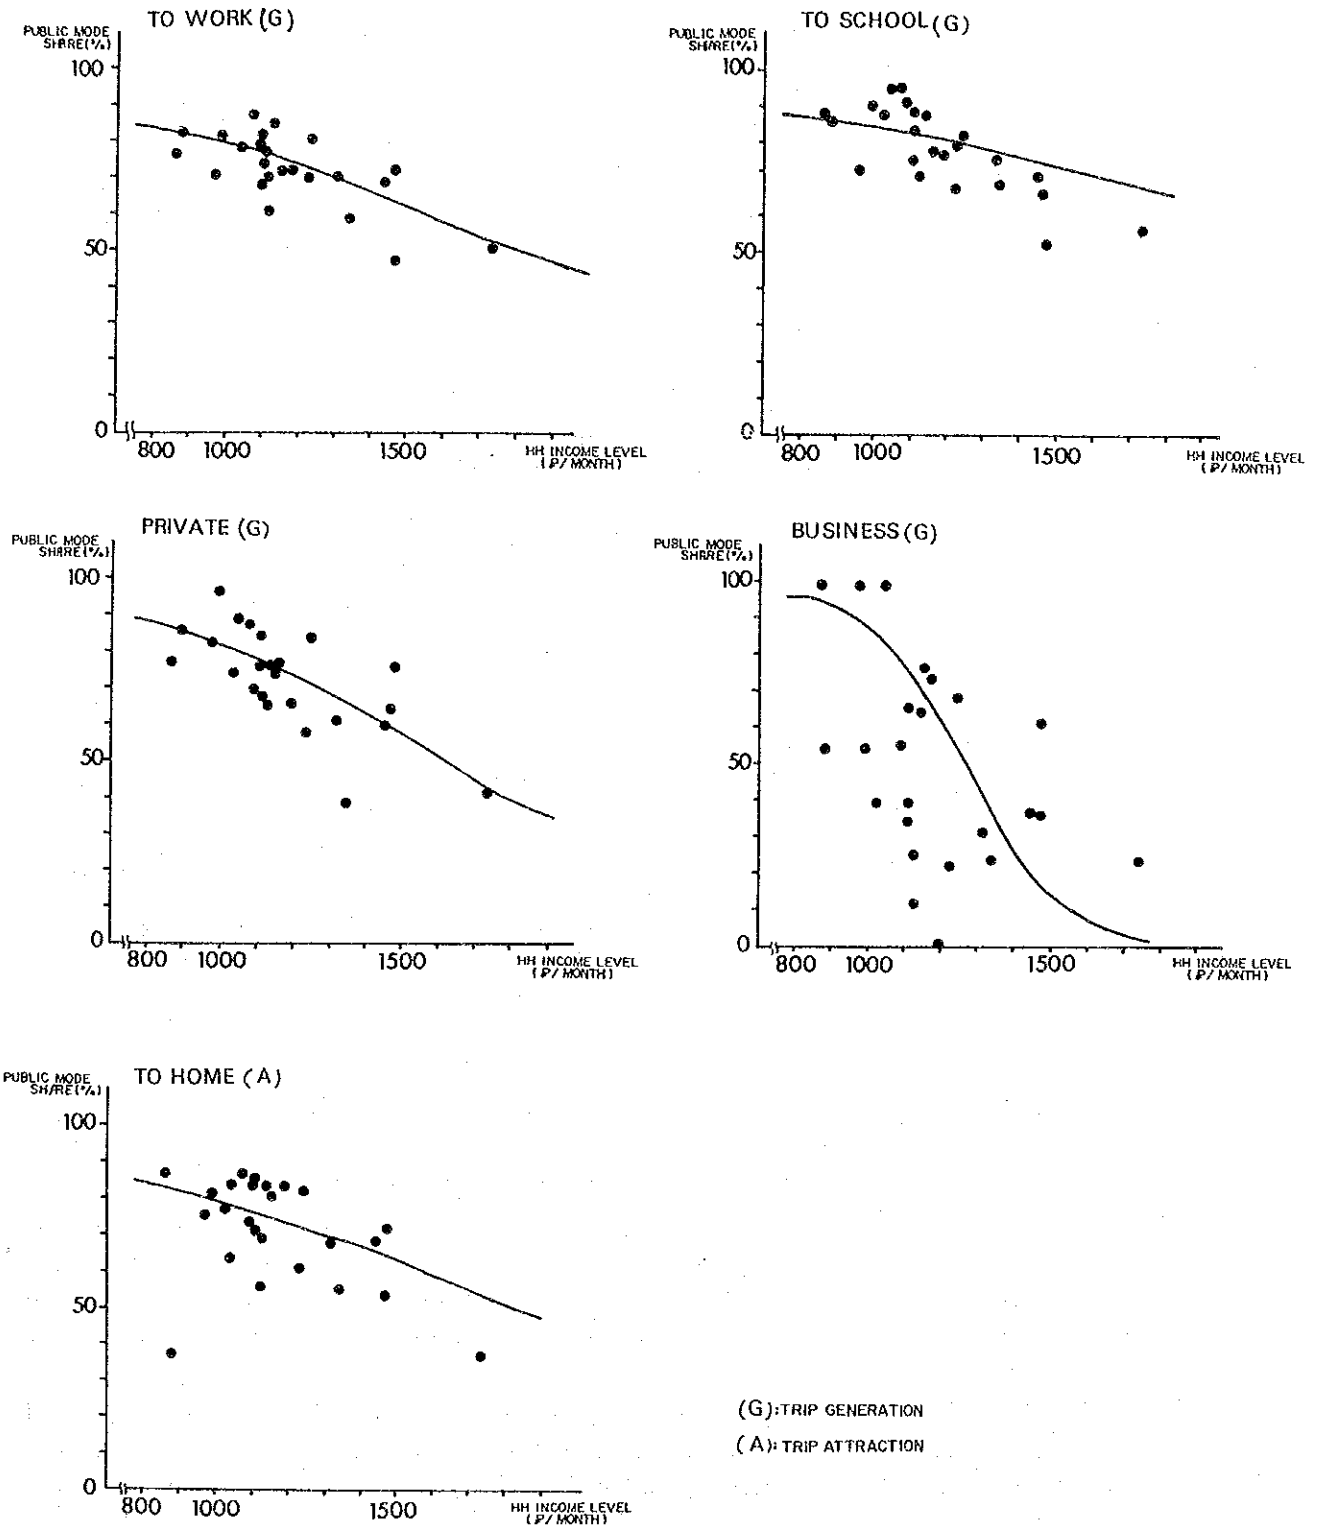 TO WORK (G)
PUBLIC MODE
SHARE(%)
100
50
0
800 1000 1500
HH INCOME LEVEL
(₱/ MONTH)
TO SCHOOL (G)
PUBLIC MODE
SHARE(%)
100
50
0
800 1000 1500
HH INCOME LEVEL
(₱/ MONTH)
PRIVATE (G)
PUBLIC MODE
SHARE(%)
100
50
0
800 1000 1500
HH INCOME LEVEL
(₱/ MONTH)
BUSINESS (G)
PUBLIC MODE
SHARE(%)
100
50
0
800 1000 1500
HH INCOME LEVEL
(₱/ MONTH)
TO HOME (A)
PUBLIC MODE
SHARE(%)
100
50
0
800 1000 1500
HH INCOME LEVEL
(₱/ MONTH)
(G): TRIP GENERATION
(A): TRIP ATTRACTION